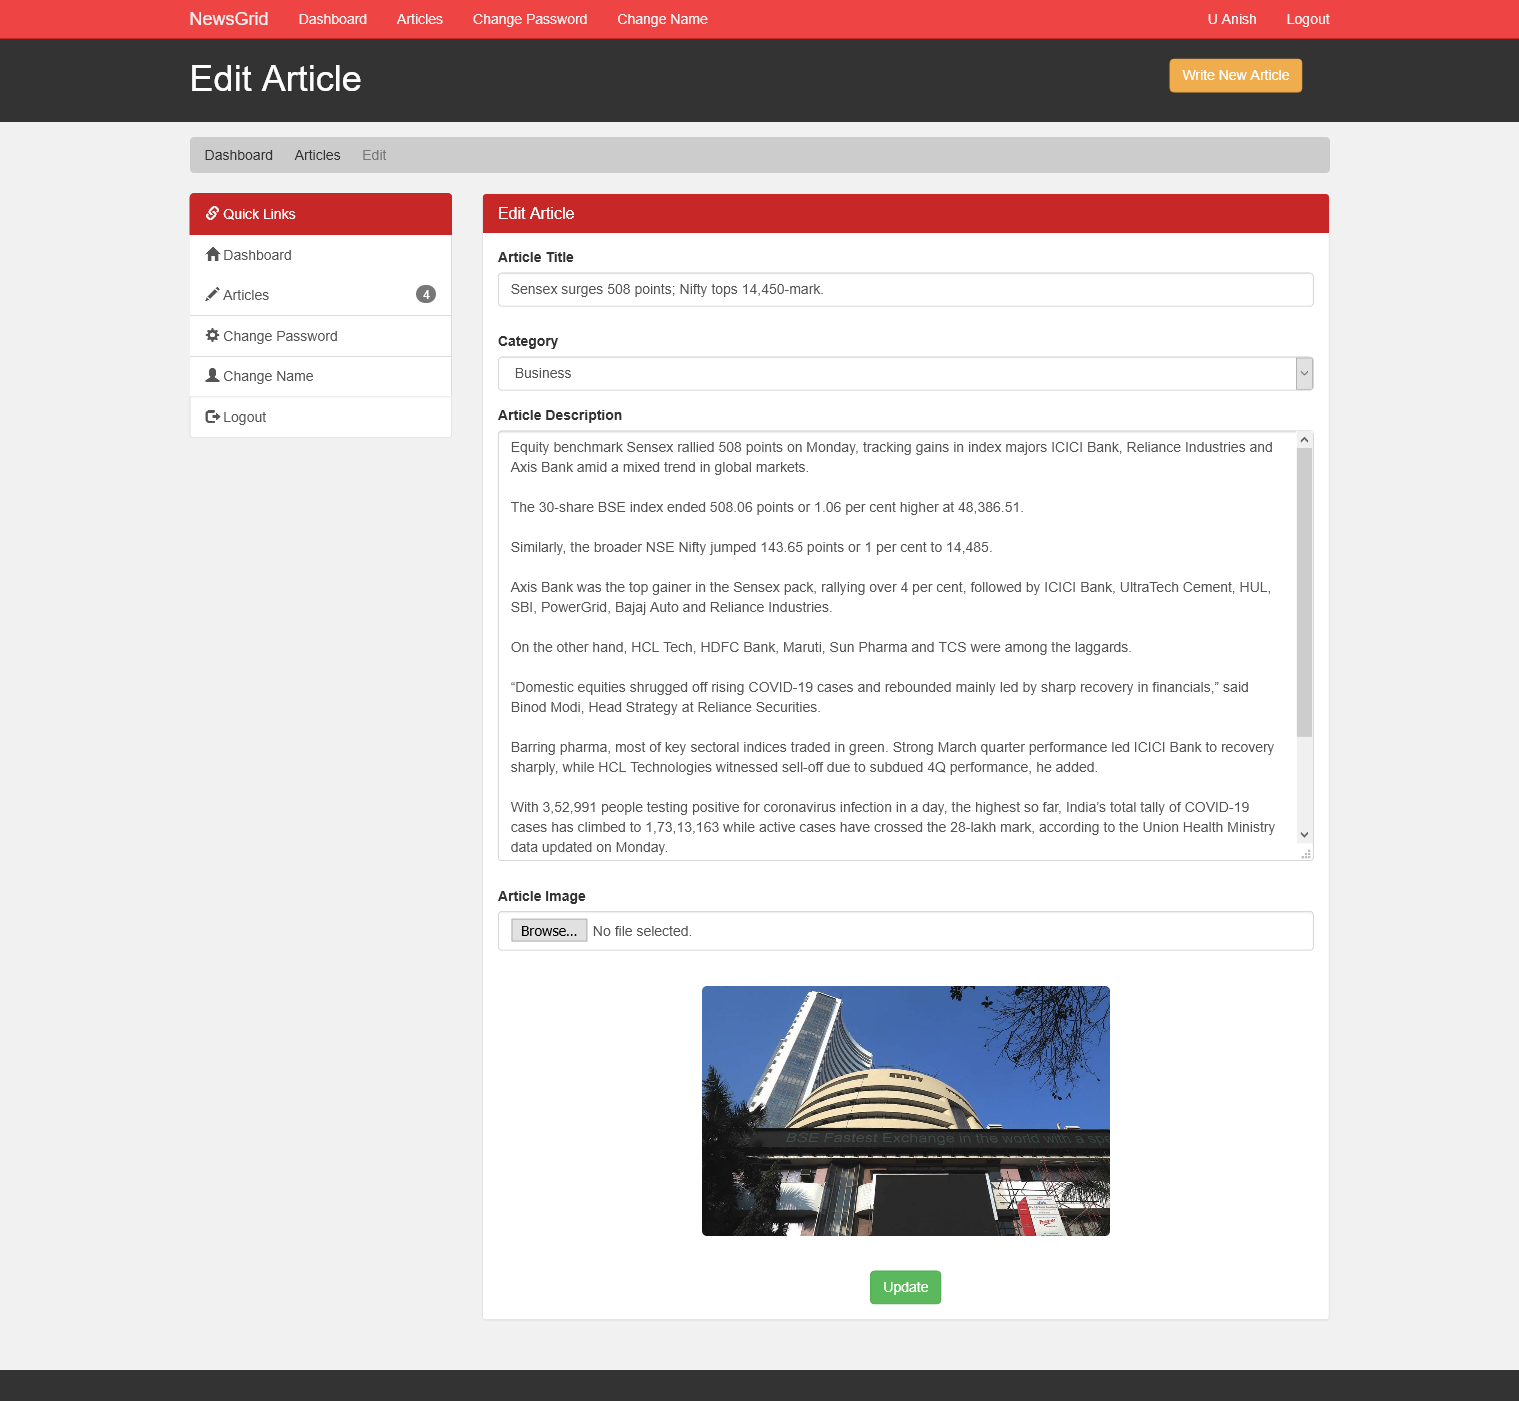 NewsGrid Dashboard Articles Change Password Change Name U Anish Logout
Edit Article
Write New Article
Dashboard Articles Edit
Quick Links
Dashboard
Articles 4
Change Password
Change Name
Logout
Edit Article
Article Title
Sensex surges 508 points; Nifty tops 14,450-mark.
Category
Business
Article Description
Equity benchmark Sensex rallied 508 points on Monday, tracking gains in index majors ICICI Bank, Reliance Industries and
Axis Bank amid a mixed trend in global markets.
The 30-share BSE index ended 508.06 points or 1.06 per cent higher at 48,386.51.
Similarly, the broader NSE Nifty jumped 143.65 points or 1 per cent to 14,485.
Axis Bank was the top gainer in the Sensex pack, rallying over 4 per cent, followed by ICICI Bank, UltraTech Cement, HUL,
SBI, PowerGrid, Bajaj Auto and Reliance Industries.
On the other hand, HCL Tech, HDFC Bank, Maruti, Sun Pharma and TCS were among the laggards.
“Domestic equities shrugged off rising COVID-19 cases and rebounded mainly led by sharp recovery in financials,” said
Binod Modi, Head Strategy at Reliance Securities.
Barring pharma, most of key sectoral indices traded in green. Strong March quarter performance led ICICI Bank to recovery
sharply, while HCL Technologies witnessed sell-off due to subdued 4Q performance, he added.
With 3,52,991 people testing positive for coronavirus infection in a day, the highest so far, India’s total tally of COVID-19
cases has climbed to 1,73,13,163 while active cases have crossed the 28-lakh mark, according to the Union Health Ministry
data updated on Monday.
Article Image
Browse... No file selected.
BSE Fastest Exchange in the world with a spe
Update